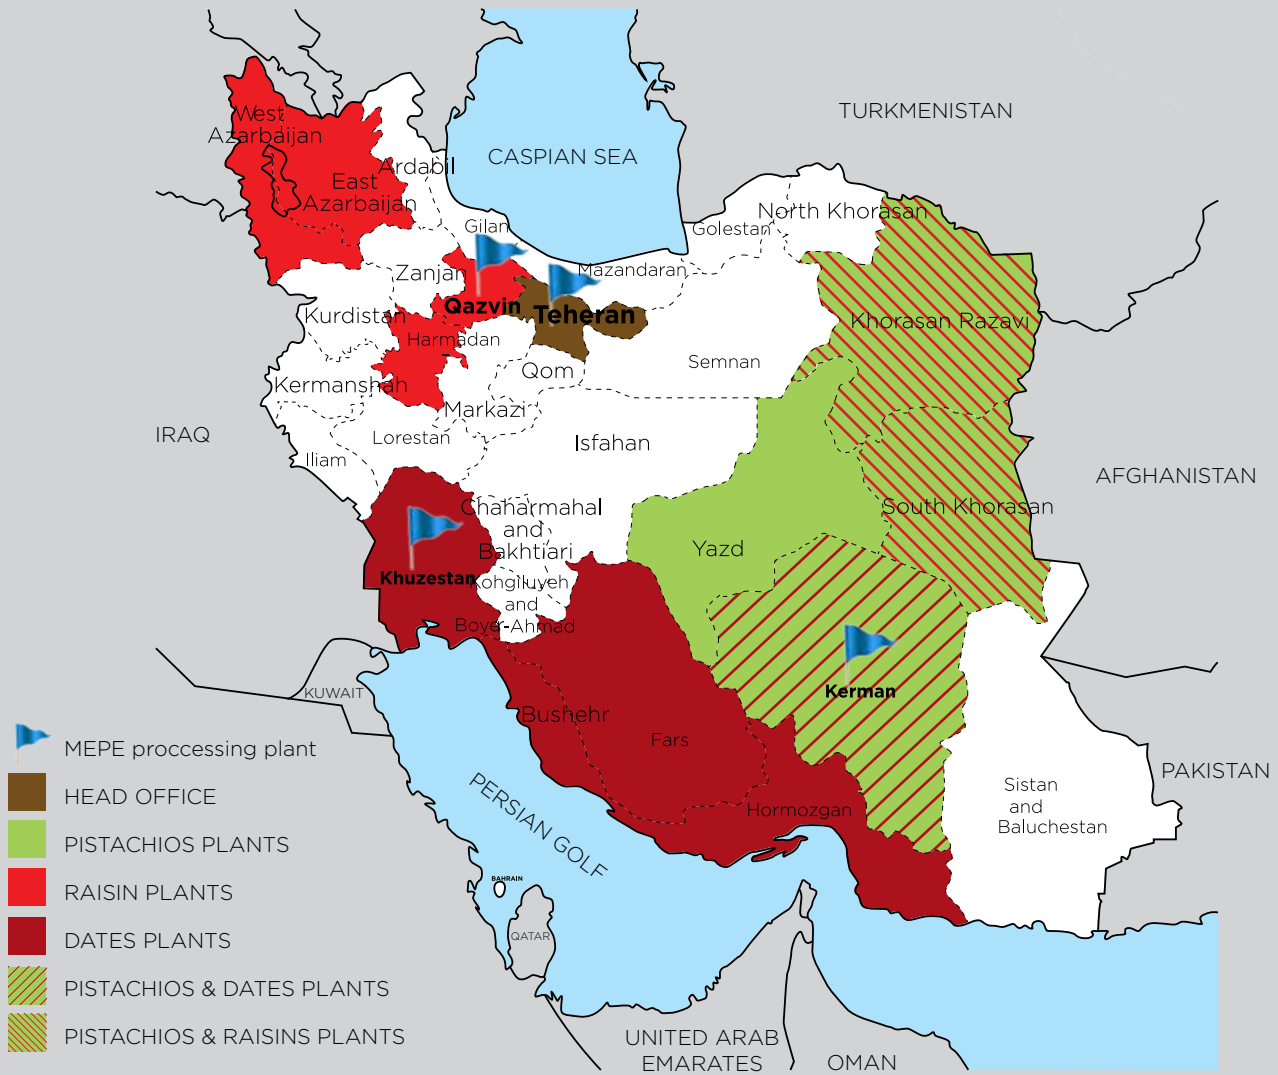 TURKMENISTAN
West
Azarbaijan
CASPIAN SEA
Ardabil
East
Azarbaijan
North Khorasan
Gilan
Golestan
Zanjan
Mazandaran
Qazvin
Teheran
Kurdistan
Khorasan Razavi
Harmadan
Semnan
Qom
Kermanshah
Markazi
IRAQ
Lorestan
Isfahan
Iliam
AFGHANISTAN
Chaharmahal
and
Bakhtiari
South Khorasan
Yazd
Khuzestan
Kohgiluyeh
and
Boyer-Ahmad
Kerman
KUWAIT
Bushehr
Fars
PAKISTAN
Sistan
and
Baluchestan
Hormozgan
PERSIAN GOLF
BAHRAIN
QATAR
UNITED ARAB
EMARATES
OMAN
MEPE proccessing plant
HEAD OFFICE
PISTACHIOS PLANTS
RAISIN PLANTS
DATES PLANTS
PISTACHIOS & DATES PLANTS
PISTACHIOS & RAISINS PLANTS